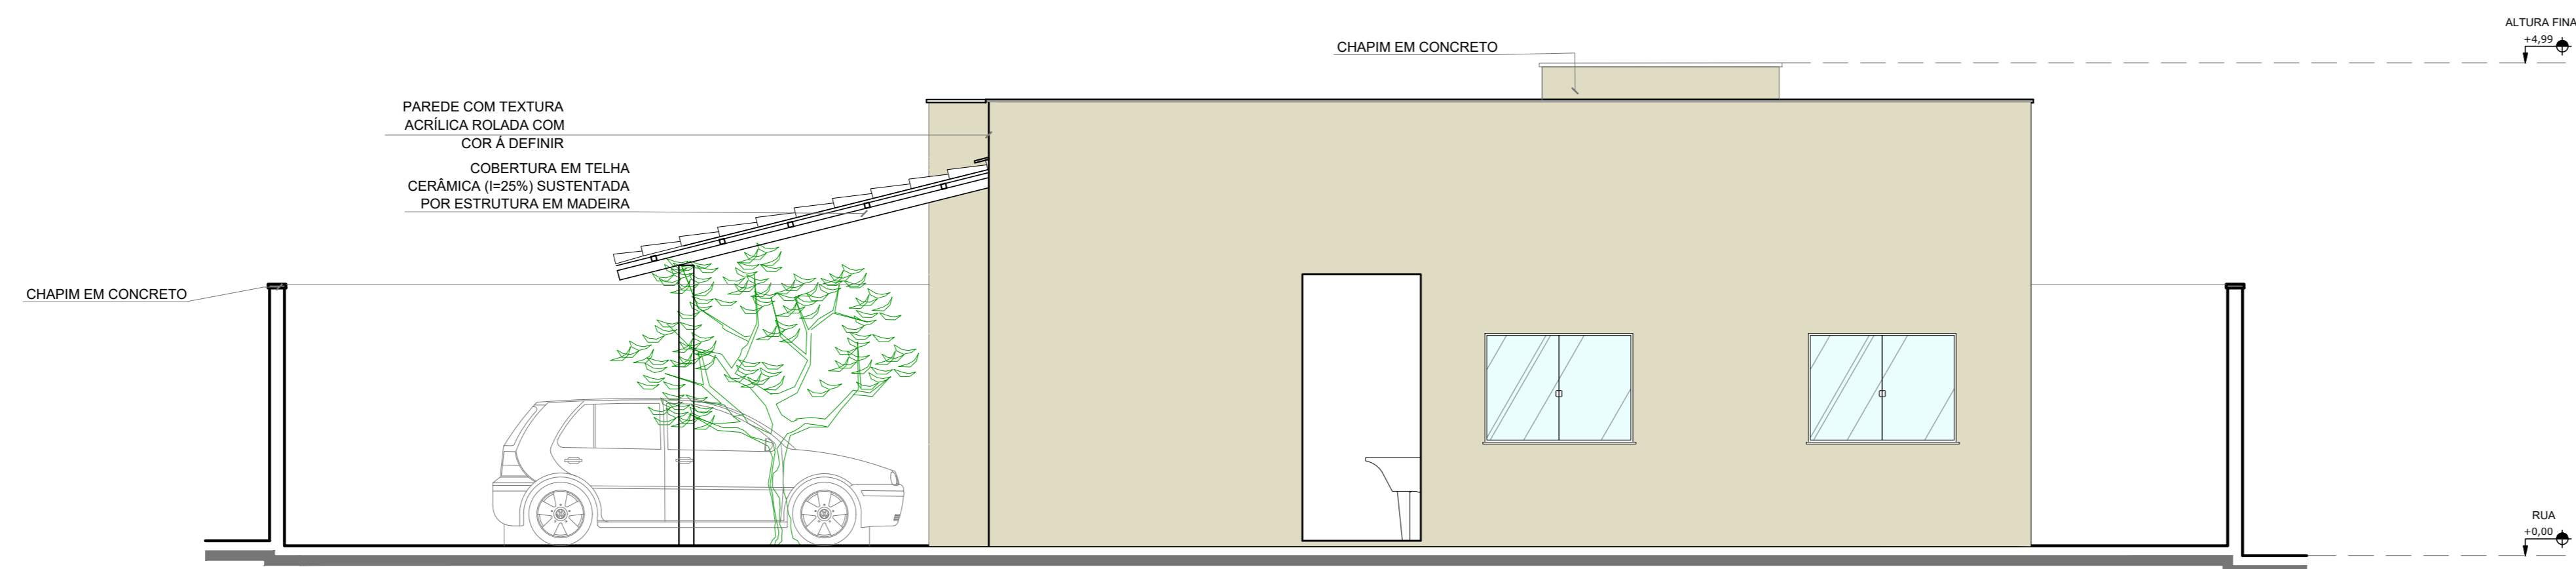 ALTURA FINA
+4,99
CHAPIM EM CONCRETO
PAREDE COM TEXTURA
ACRÍLICA ROLADA COM
COR Á DEFINIR
COBERTURA EM TELHA
CERÂMICA (I=25%) SUSTENTADA
POR ESTRUTURA EM MADEIRA
CHAPIM EM CONCRETO
RUA
+0,00